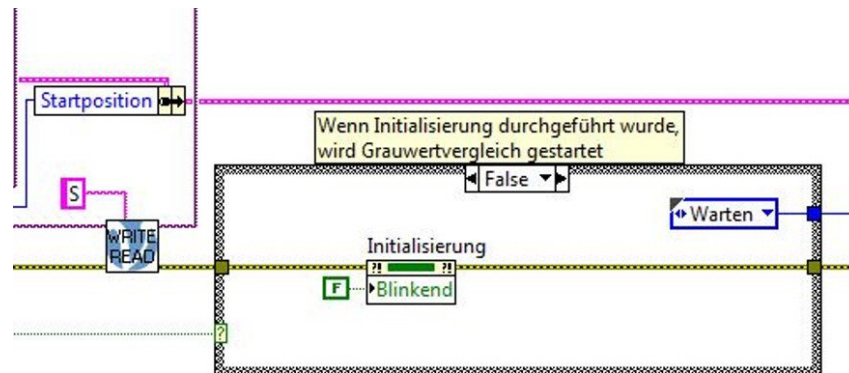 Startposition
Wenn Initialisierung durchgeführt wurde,
wird Grauwertvergleich gestartet
False
S
Warten
WRITE
READ
Initialisierung
?!
F
Blinkend
?